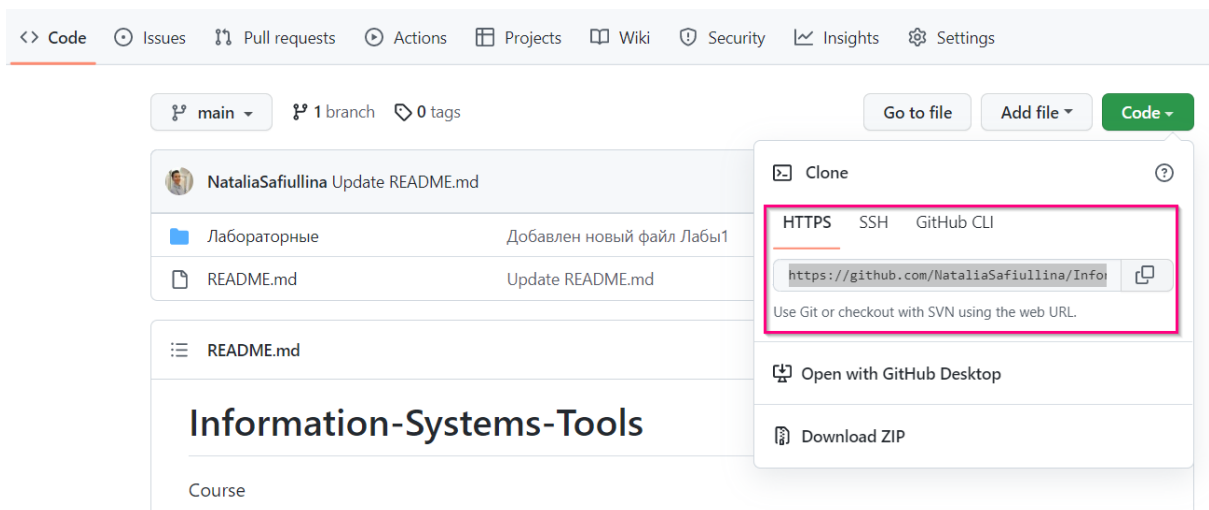 Code Issues Pull requests Actions Projects Wiki Security Insights Settings
main 1 branch 0 tags Go to file Add file Code
NataliaSafiullina Update README.md
Лабораторные Добавлен новый файл Лабы1
README.md Update README.md
Clone
HTTPS SSH GitHub CLI
https://github.com/NataliaSafiullina/Infor
Use Git or checkout with SVN using the web URL.
Open with GitHub Desktop
Download ZIP
README.md
Information-Systems-Tools
Course